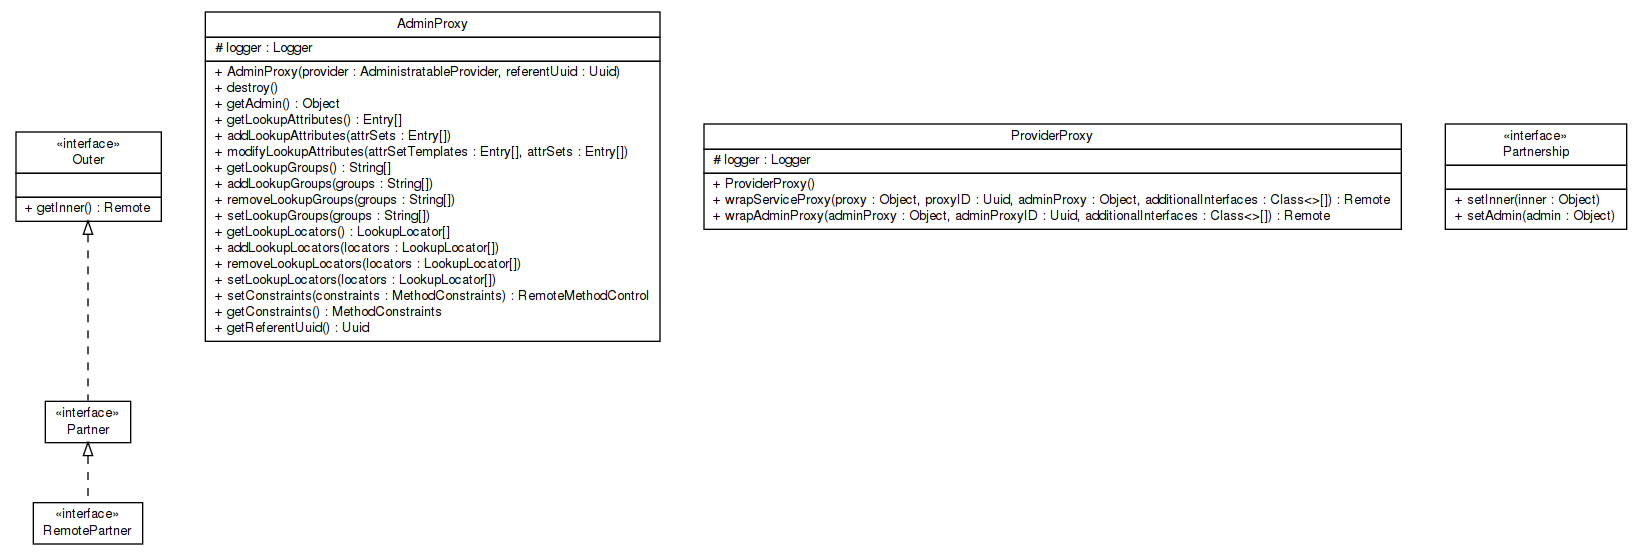 «interface»
Outer
+ getInner() : Remote
«interface»
Partner
«interface»
RemotePartner
AdminProxy
# logger : Logger
+ AdminProxy(provider : AdministratableProvider, referentUuid : Uuid)
+ destroy()
+ getAdmin() : Object
+ getLookupAttributes() : Entry[]
+ addLookupAttributes(attrSets : Entry[])
+ modifyLookupAttributes(attrSetTemplates : Entry[], attrSets : Entry[])
+ getLookupGroups() : String[]
+ addLookupGroups(groups : String[])
+ removeLookupGroups(groups : String[])
+ setLookupGroups(groups : String[])
+ getLookupLocators() : LookupLocator[]
+ addLookupLocators(locators : LookupLocator[])
+ removeLookupLocators(locators : LookupLocator[])
+ setLookupLocators(locators : LookupLocator[])
+ setConstraints(constraints : MethodConstraints) : RemoteMethodControl
+ getConstraints() : MethodConstraints
+ getReferentUuid() : Uuid
ProviderProxy
# logger : Logger
+ ProviderProxy()
+ wrapServiceProxy(proxy : Object, proxyID : Uuid, adminProxy : Object, additionalInterfaces : Class<>[]) : Remote
+ wrapAdminProxy(adminProxy : Object, adminProxyID : Uuid, additionalInterfaces : Class<>[]) : Remote
«interface»
Partnership
+ setInner(inner : Object)
+ setAdmin(admin : Object)